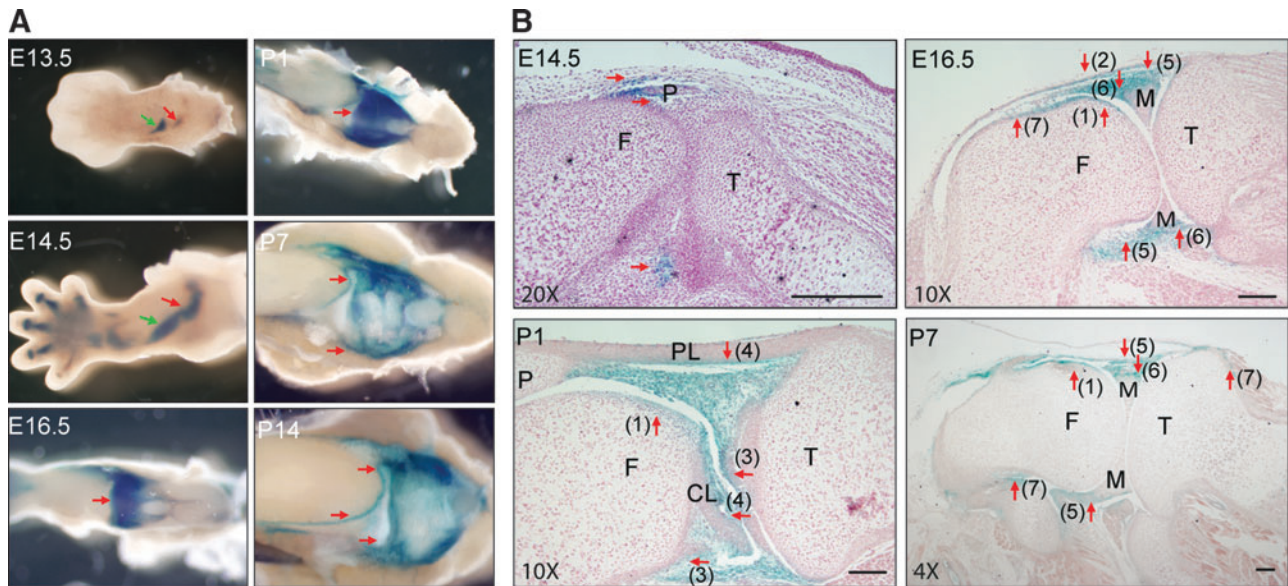 A
E13.5
P1
E14.5
P7
E16.5
P14
B
E14.5
P
F
T
20X
E16.5
(2)
(5)
(6)
M
(1)
(7)
T
F
M
(5)
(6)
10X
P1
PL
(4)
P
(1)
(3)
F
T
CL
(4)
(3)
10X
P7
(5)
(6)
(1)
M
(7)
F
T
M
(7)
(5)
4X